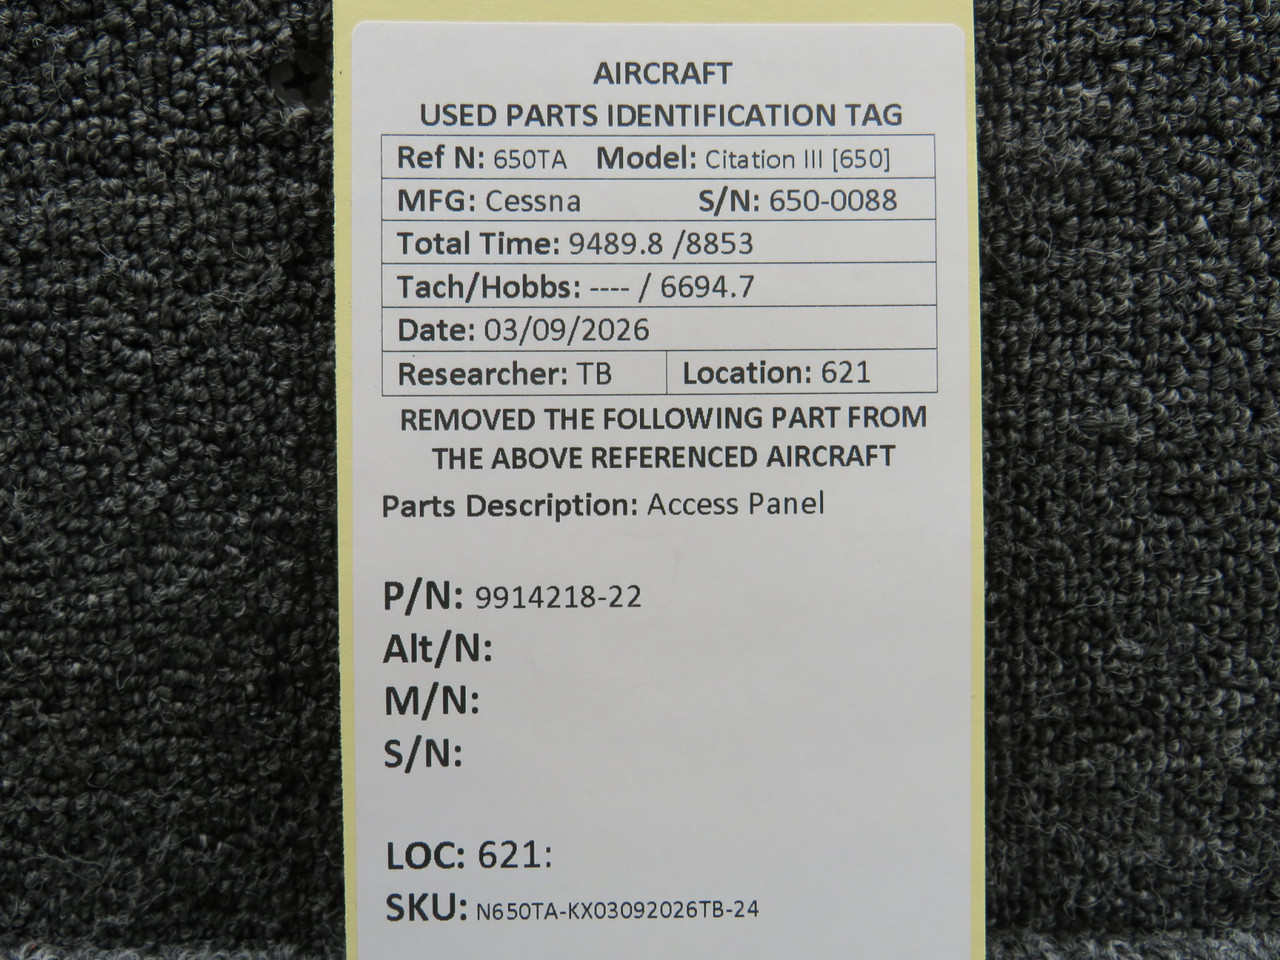 AIRCRAFT
USED PARTS IDENTIFICATION TAG
Ref N: 650TA Model: Citation III [650]
MFG: Cessna S/N: 650-0088
Total Time: 9489.8 /8853
Tach/Hobbs: ---- / 6694.7
Date: 03/09/2026
Researcher: TB Location: 621
REMOVED THE FOLLOWING PART FROM
THE ABOVE REFERENCED AIRCRAFT
Parts Description: Access Panel
P/N: 9914218-22
Alt/N:
M/N:
S/N:
LOC: 621:
SKU: N650TA-KX03092026TB-24